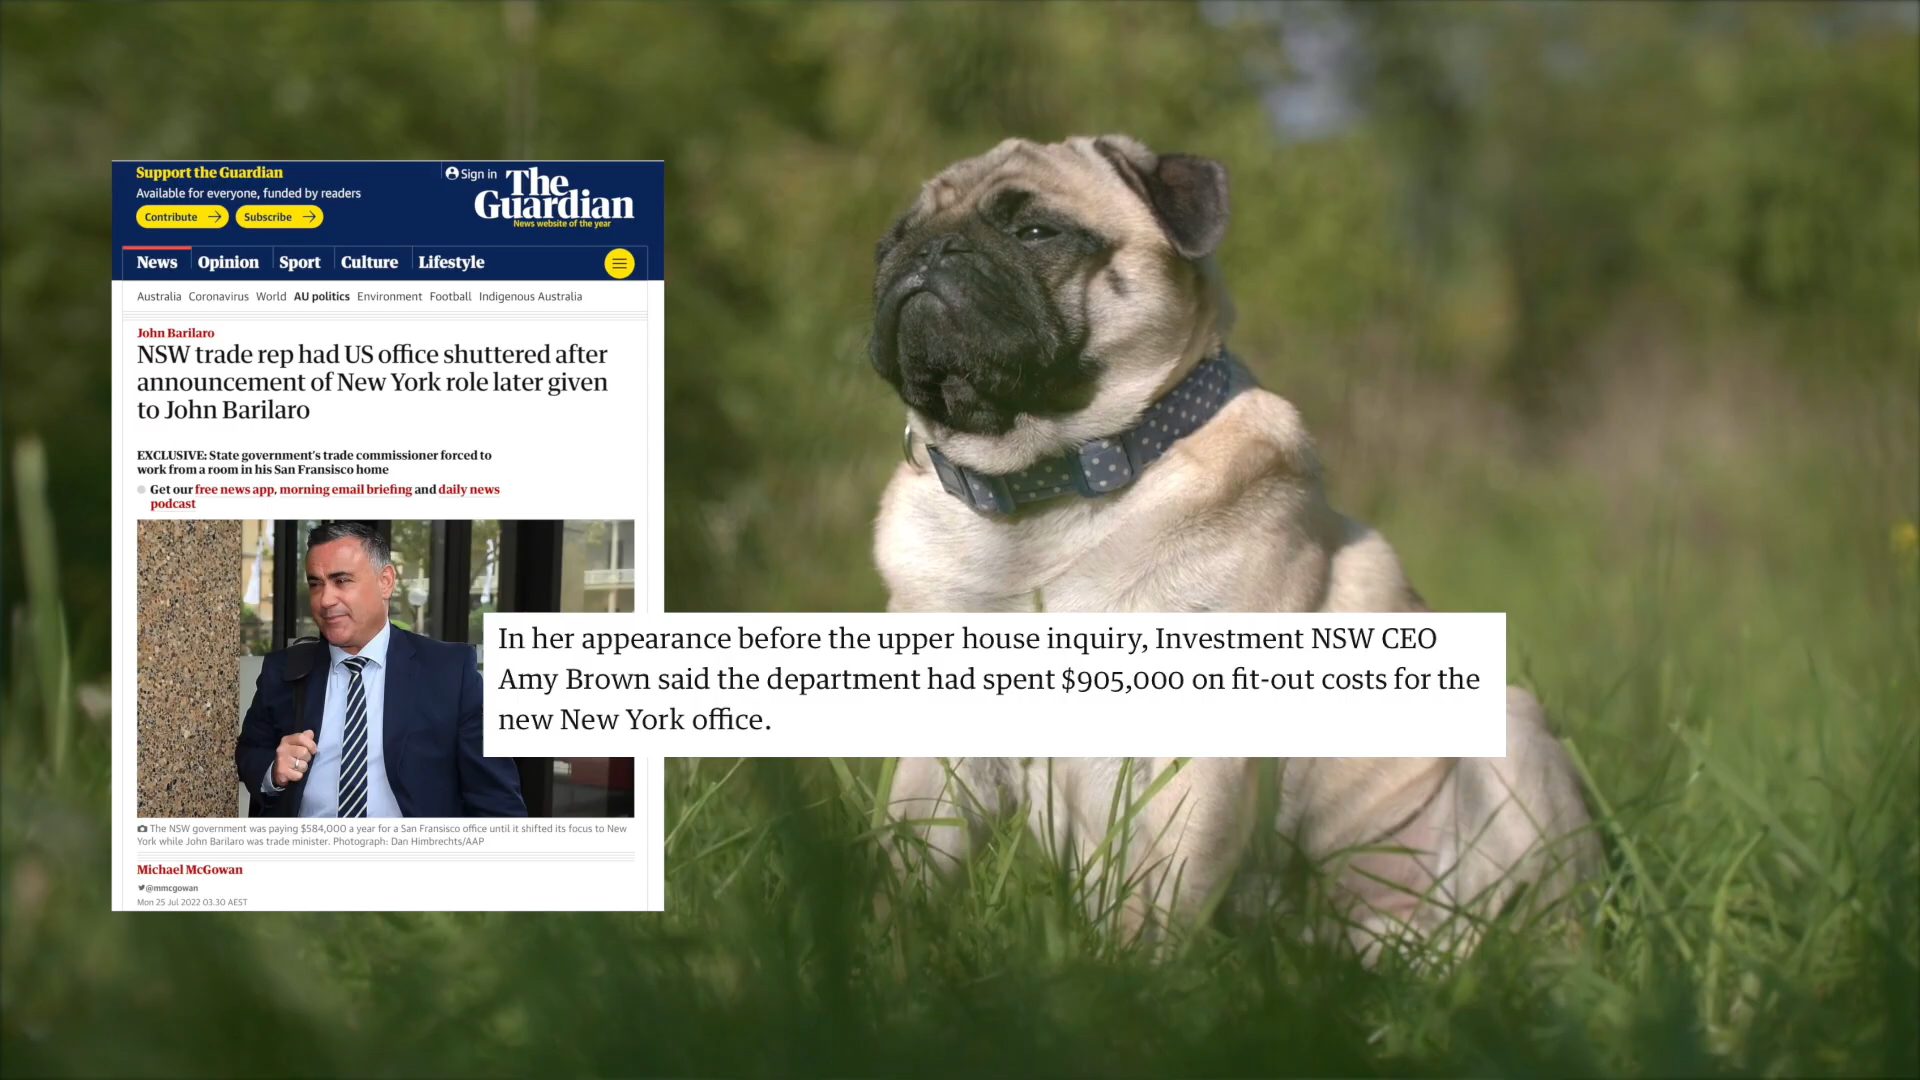 Support the Guardian
Available for everyone, funded by readers
Contribute
Subscribe
Sign in
The
Guardian
News website of the year
News Opinion Sport Culture Lifestyle
Australia Coronavirus World AU politics Environment Football Indigenous Australia
John Barilaro
NSW trade rep had US office shuttered after
announcement of New York role later given
to John Barilaro
EXCLUSIVE: State government's trade commissioner forced to
work from a room in his San Fransisco home
Get our free news app, morning email briefing and daily news
podcast
In her appearance before the upper house inquiry, Investment NSW CEO
Amy Brown said the department had spent $905,000 on fit-out costs for the
new New York office.
The NSW government was paying $584,000 a year for a San Fransisco office until it shifted its focus to New
York while John Barilaro was trade minister. Photograph: Dan Himbrechts/AAP
Michael McGowan
@mmcgowan
Mon 25 Jul 2022 03.30 AEST